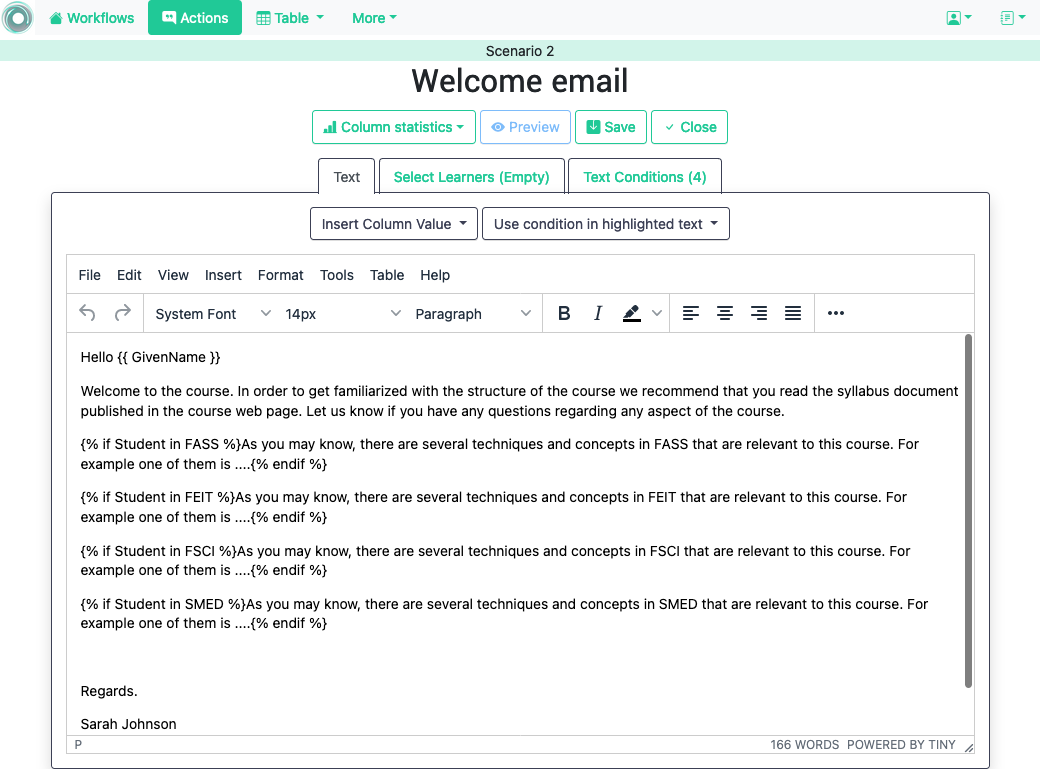 Workflows Actions Table More
Scenario 2
Welcome email
Column statistics Preview Save Close
Text Select Learners (Empty) Text Conditions (4)
Insert Column Value Use condition in highlighted text
File Edit View Insert Format Tools Table Help
System Font 14px Paragraph B I
Hello {{ GivenName }}
Welcome to the course. In order to get familiarized with the structure of the course we recommend that you read the syllabus document
published in the course web page. Let us know if you have any questions regarding any aspect of the course.
{% if Student in FASS %}As you may know, there are several techniques and concepts in FASS that are relevant to this course. For
example one of them is ....{% endif %}
{% if Student in FEIT %}As you may know, there are several techniques and concepts in FEIT that are relevant to this course. For
example one of them is ....{% endif %}
{% if Student in FSCI %}As you may know, there are several techniques and concepts in FSCI that are relevant to this course. For
example one of them is ....{% endif %}
{% if Student in SMED %}As you may know, there are several techniques and concepts in SMED that are relevant to this course. For
example one of them is ....{% endif %}
Regards.
Sarah Johnson
P 166 WORDS POWERED BY TINY